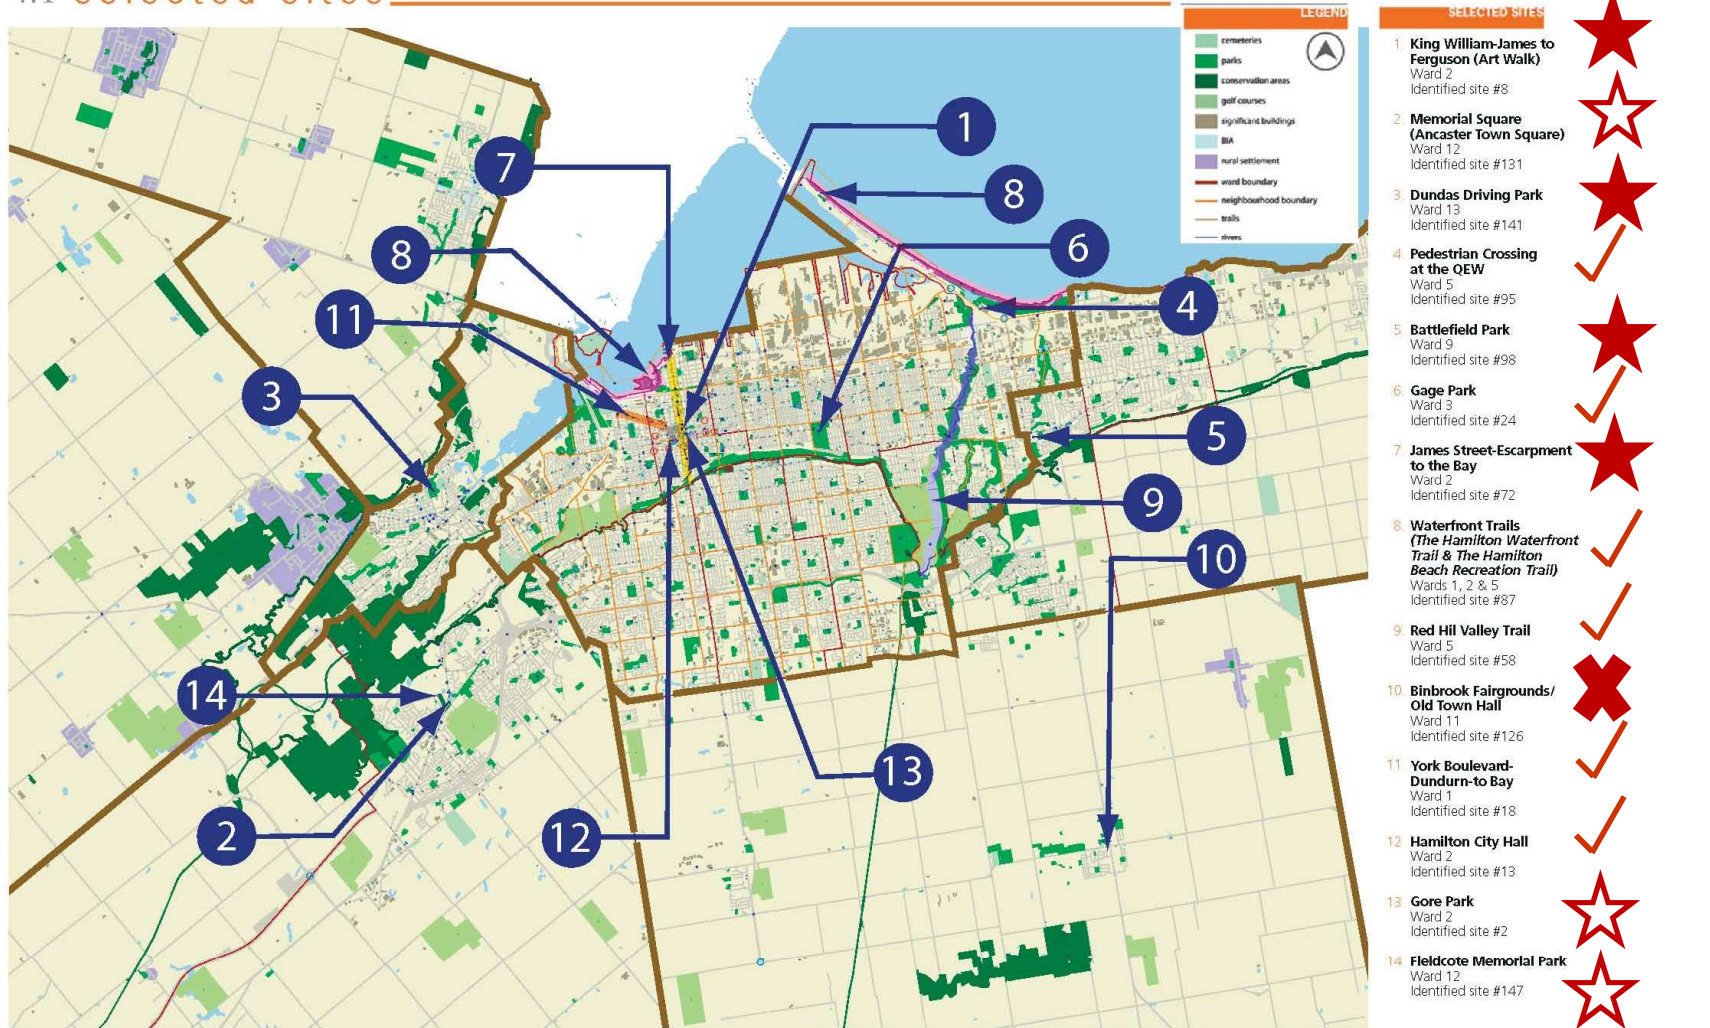 Selected Sites
LEGEND
cemeteries
parks
conservation areas
golf courses
significant buildings
BIA
rural settlement
ward boundary
neighbourhood boundary
trails
rivers
SELECTED SITES
1. King William-James to
Ferguson (Art Walk)
Ward 2
Identified site #8
2. Memorial Square
(Ancaster Town Square)
Ward 12
Identified site #131
3. Dundas Driving Park
Ward 13
Identified site #141
4. Pedestrian Crossing
at the QEW
Ward 5
Identified site #95
5. Battlefield Park
Ward 9
Identified site #98
6. Gage Park
Ward 3
Identified site #24
7. James Street-Escarpment
to the Bay
Ward 2
Identified site #72
8. Waterfront Trails
(The Hamilton Waterfront
Trail & The Hamilton
Beach Recreation Trail)
Wards 1, 2 & 5
Identified site #87
9. Red Hil Valley Trail
Ward 5
Identified site #58
10. Binbrook Fairgrounds/
Old Town Hall
Ward 11
Identified site #126
11. York Boulevard-
Dundurn-to Bay
Ward 1
Identified site #18
12. Hamilton City Hall
Ward 2
Identified site #13
13. Gore Park
Ward 2
Identified site #2
14. Fieldcote Memorial Park
Ward 12
Identified site #147
1
7
8
8
6
11
4
3
5
9
10
14
13
2
12